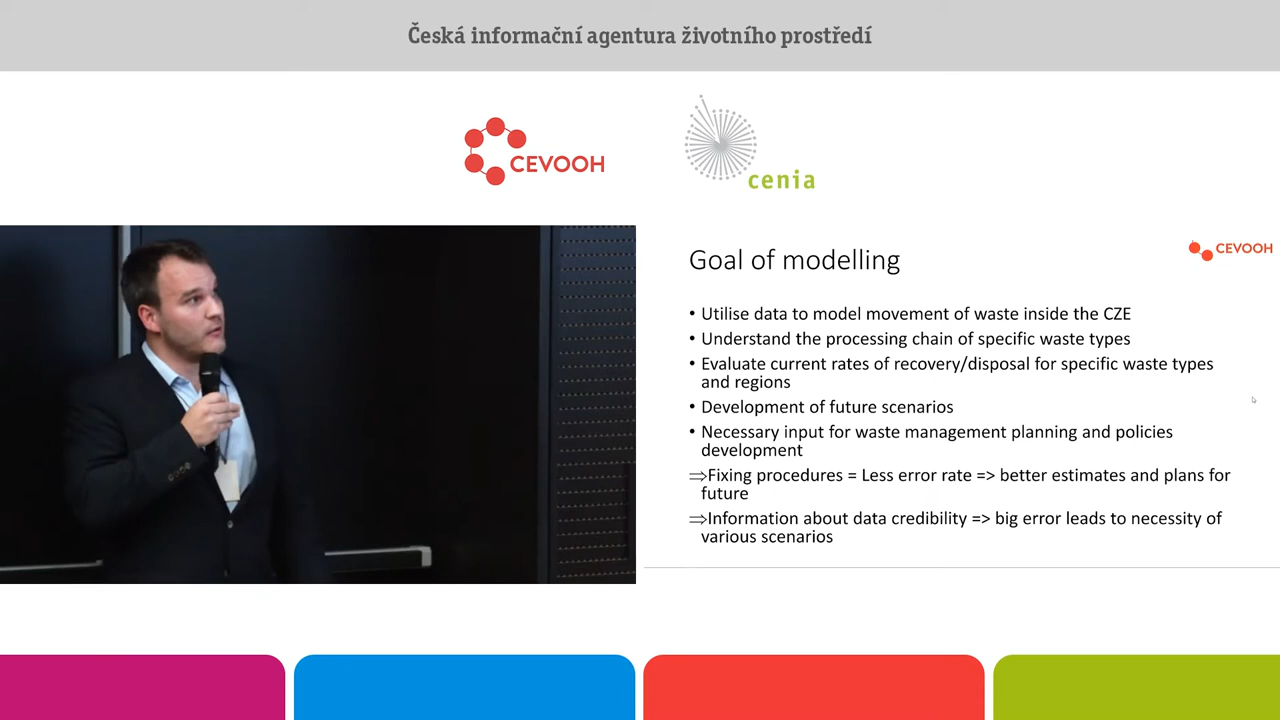 Česká informační agentura životního prostředí
CEVOOH
cenia
Goal of modelling
CEVOOH
• Utilise data to model movement of waste inside the CZE
• Understand the processing chain of specific waste types
• Evaluate current rates of recovery/disposal for specific waste types
and regions
• Development of future scenarios
• Necessary input for waste management planning and policies
development
⇒Fixing procedures = Less error rate => better estimates and plans for
future
⇒Information about data credibility => big error leads to necessity of
various scenarios